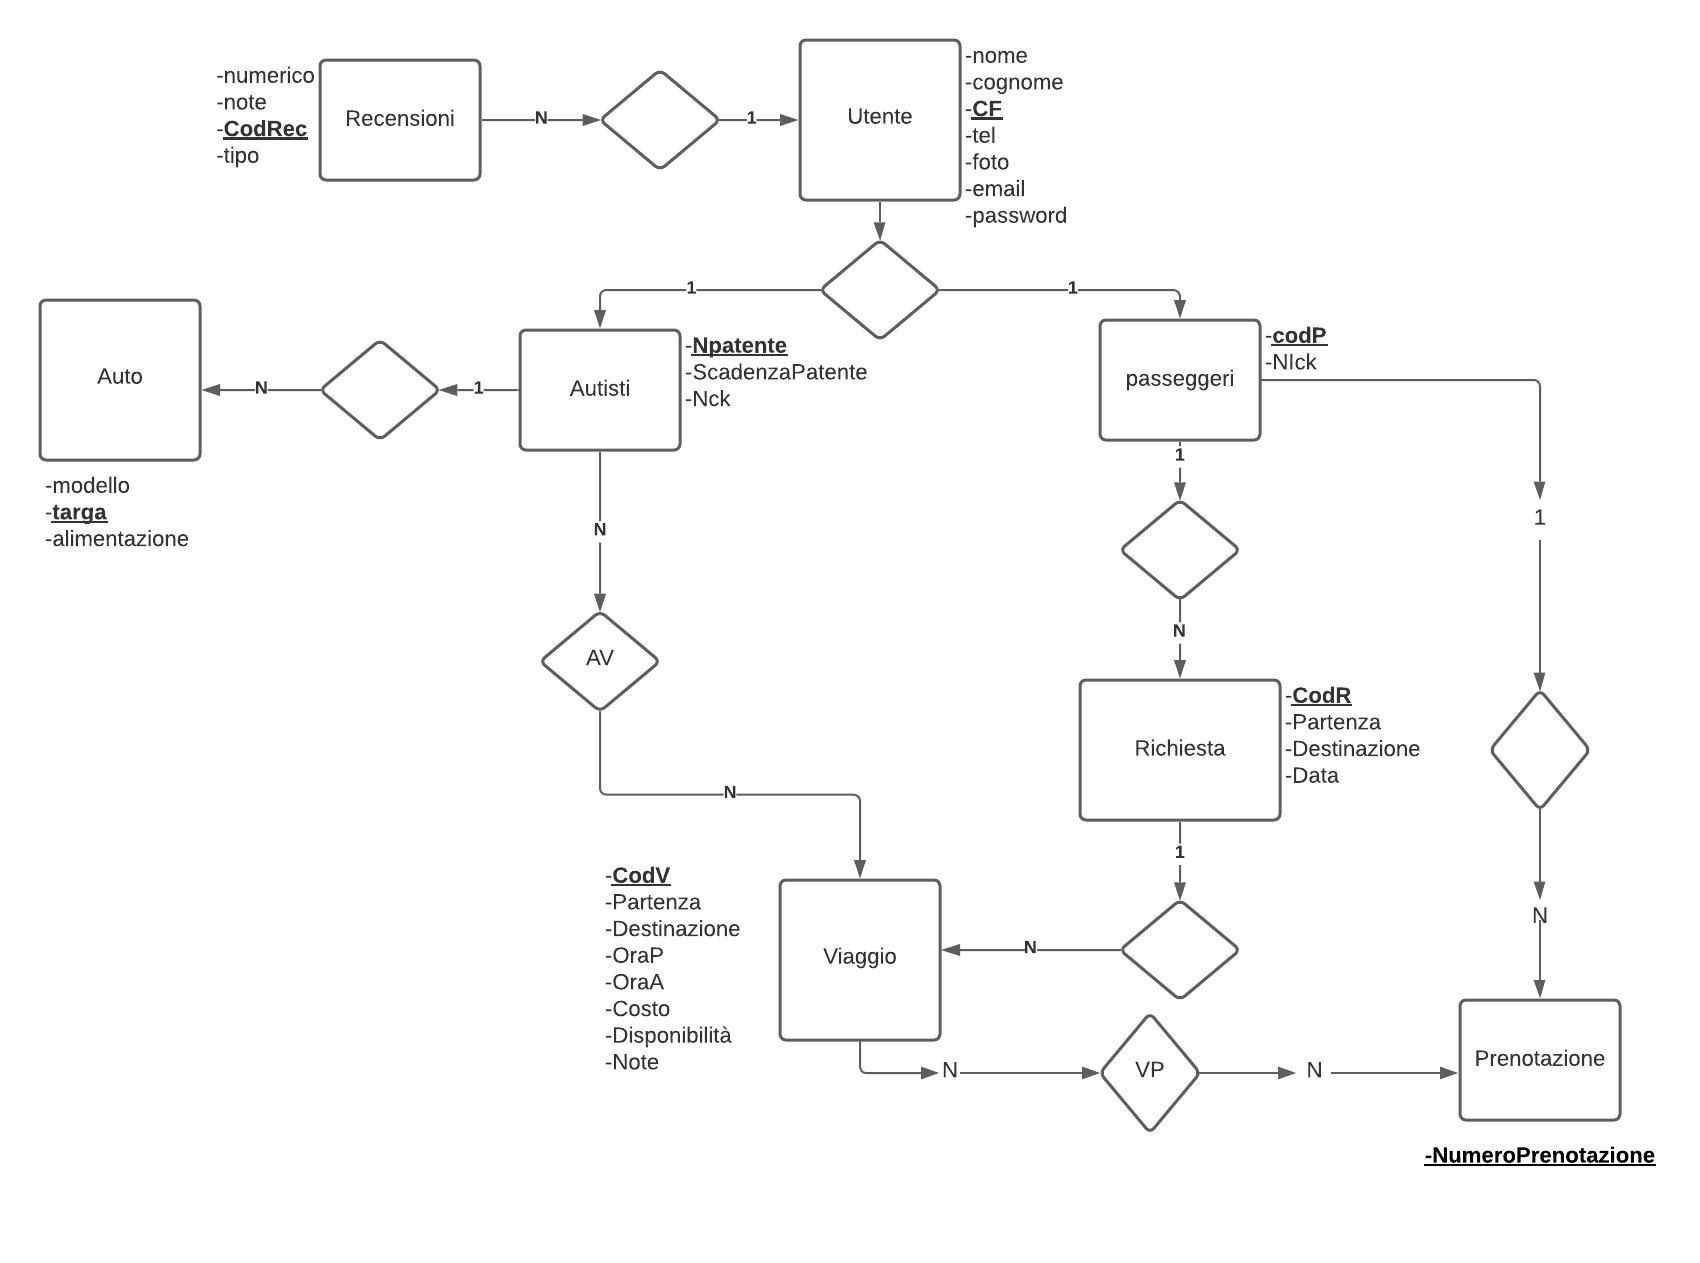 -numerico
-note
-CodRec
-tipo
Recensioni
N
1
Utente
-nome
-cognome
-CF
-tel
-foto
-email
-password
1
1
Auto
-modello
-targa
-alimentazione
N
1
Autisti
-Npatente
-ScadenzaPatente
-Nck
passeggeri
-codP
-NIck
1
1
N
AV
N
N
Richiesta
-CodR
-Partenza
-Destinazione
-Data
1
-CodV
-Partenza
-Destinazione
-OraP
-OraA
-Costo
-Disponibilità
-Note
Viaggio
N
N
N
VP
N
Prenotazione
-NumeroPrenotazione